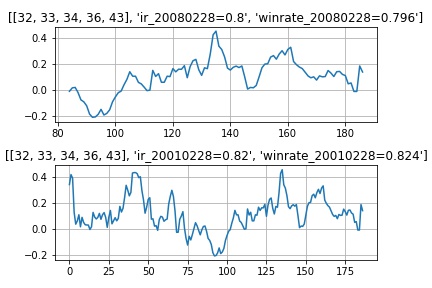 [[32, 33, 34, 36, 43], 'ir_20080228=0.8', 'winrate_20080228=0.796']
0.4
0.2
0.0
−0.2
80 100 120 140 160 180
[[32, 33, 34, 36, 43], 'ir_20010228=0.82', 'winrate_20010228=0.824']
0.4
0.2
0.0
−0.2
0 25 50 75 100 125 150 175